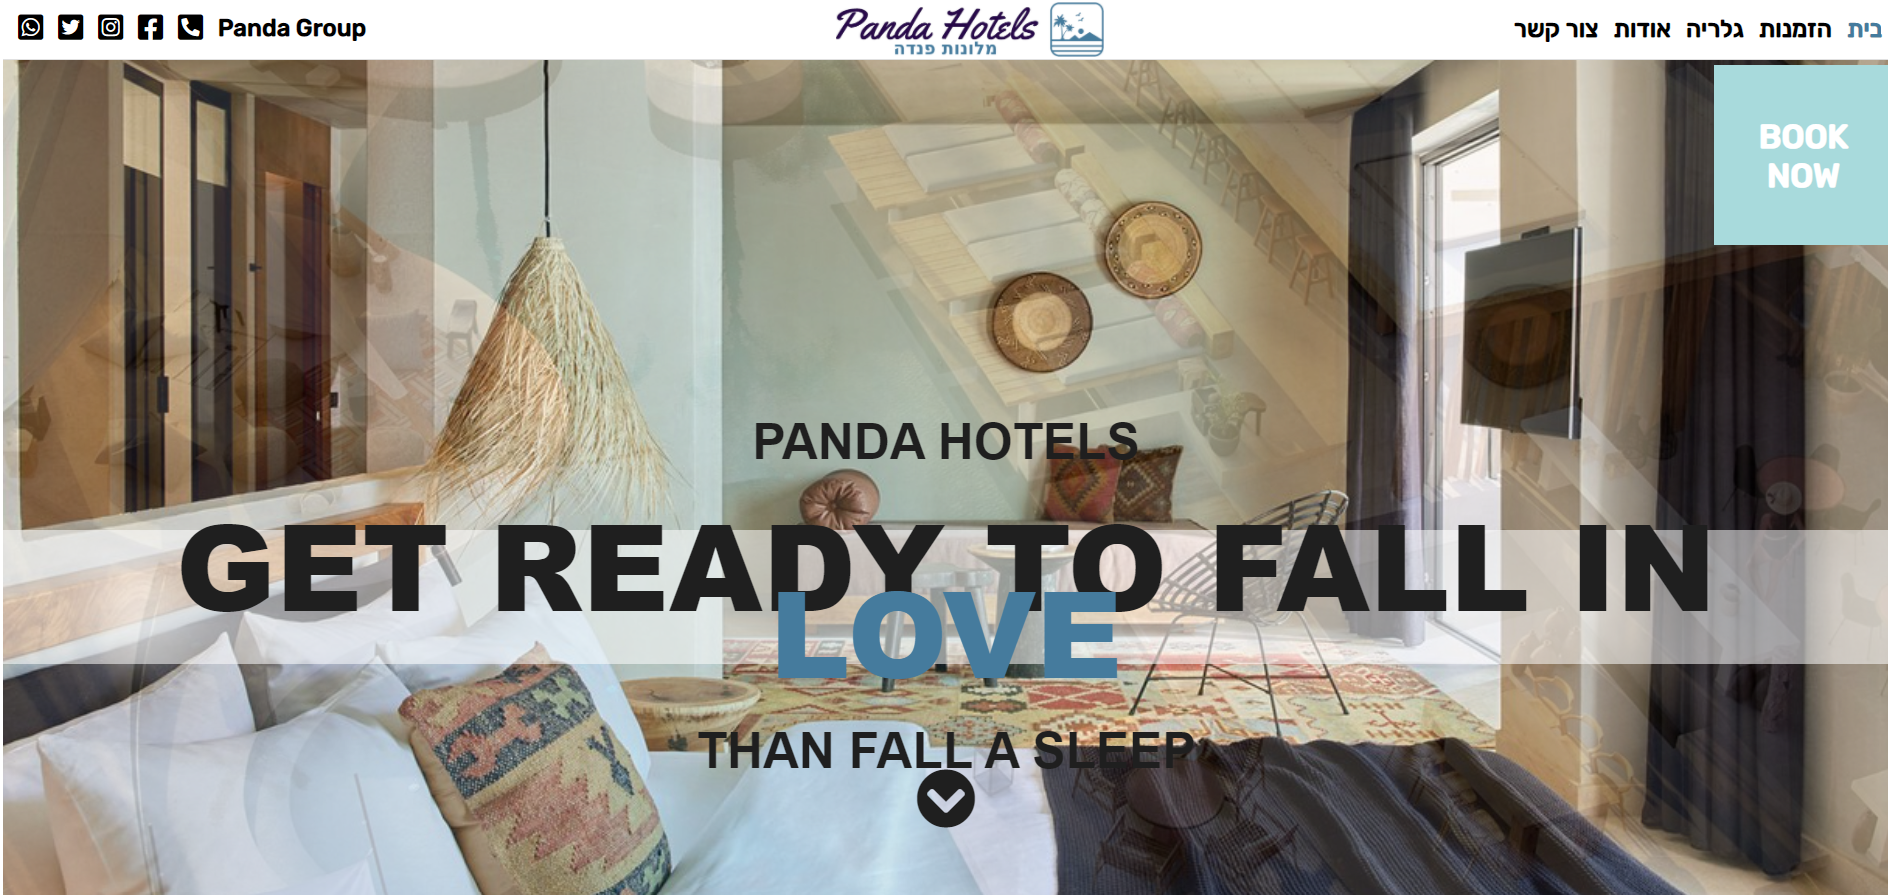 Panda Group
Panda Hotels
מלונות פנדה
בית הזמנות גלריה אודות צור קשר
BOOK
NOW
PANDA HOTELS
GET READY TO FALL IN
LOVE
THAN FALL A SLEEP